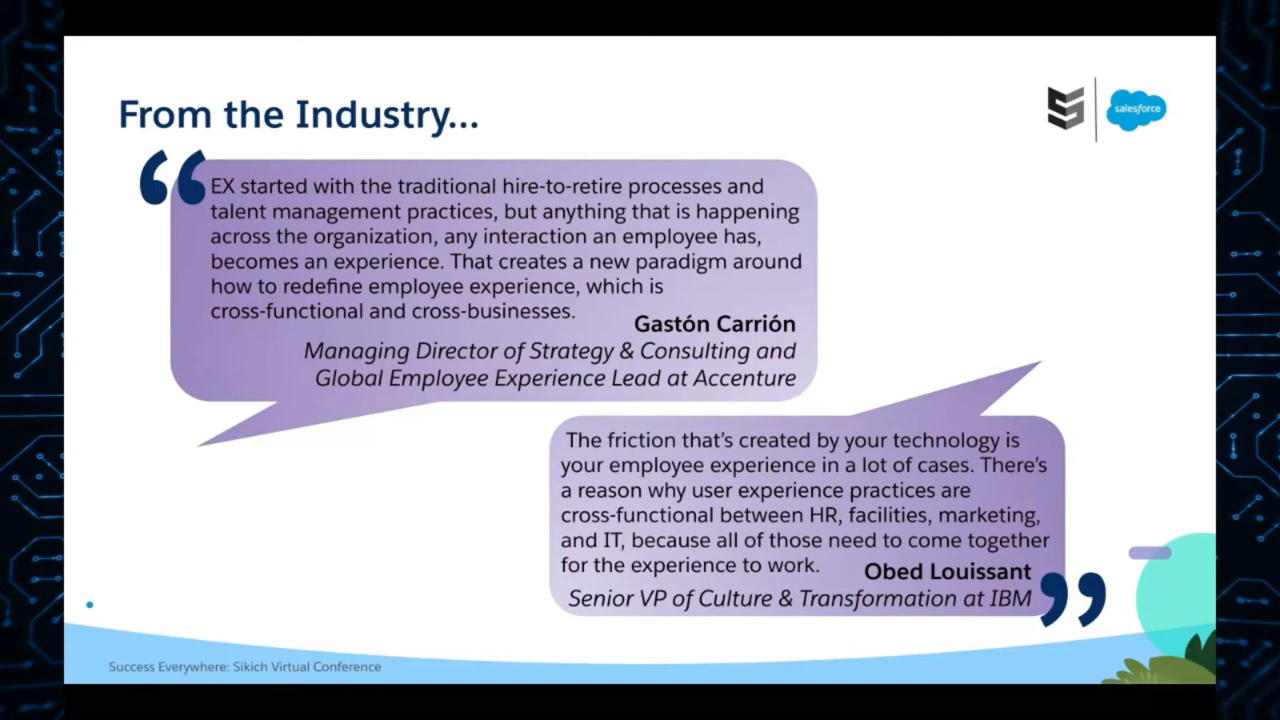 From the Industry...
salesforce
“
EX started with the traditional hire-to-retire processes and
talent management practices, but anything that is happening
across the organization, any interaction an employee has,
becomes an experience. That creates a new paradigm around
how to redefine employee experience, which is
cross-functional and cross-businesses.
Gastón Carrión
Managing Director of Strategy & Consulting and
Global Employee Experience Lead at Accenture
The friction that’s created by your technology is
your employee experience in a lot of cases. There’s
a reason why user experience practices are
cross-functional between HR, facilities, marketing,
and IT, because all of those need to come together
for the experience to work.
Obed Louissant
Senior VP of Culture & Transformation at IBM
”
Success Everywhere: Sikich Virtual Conference